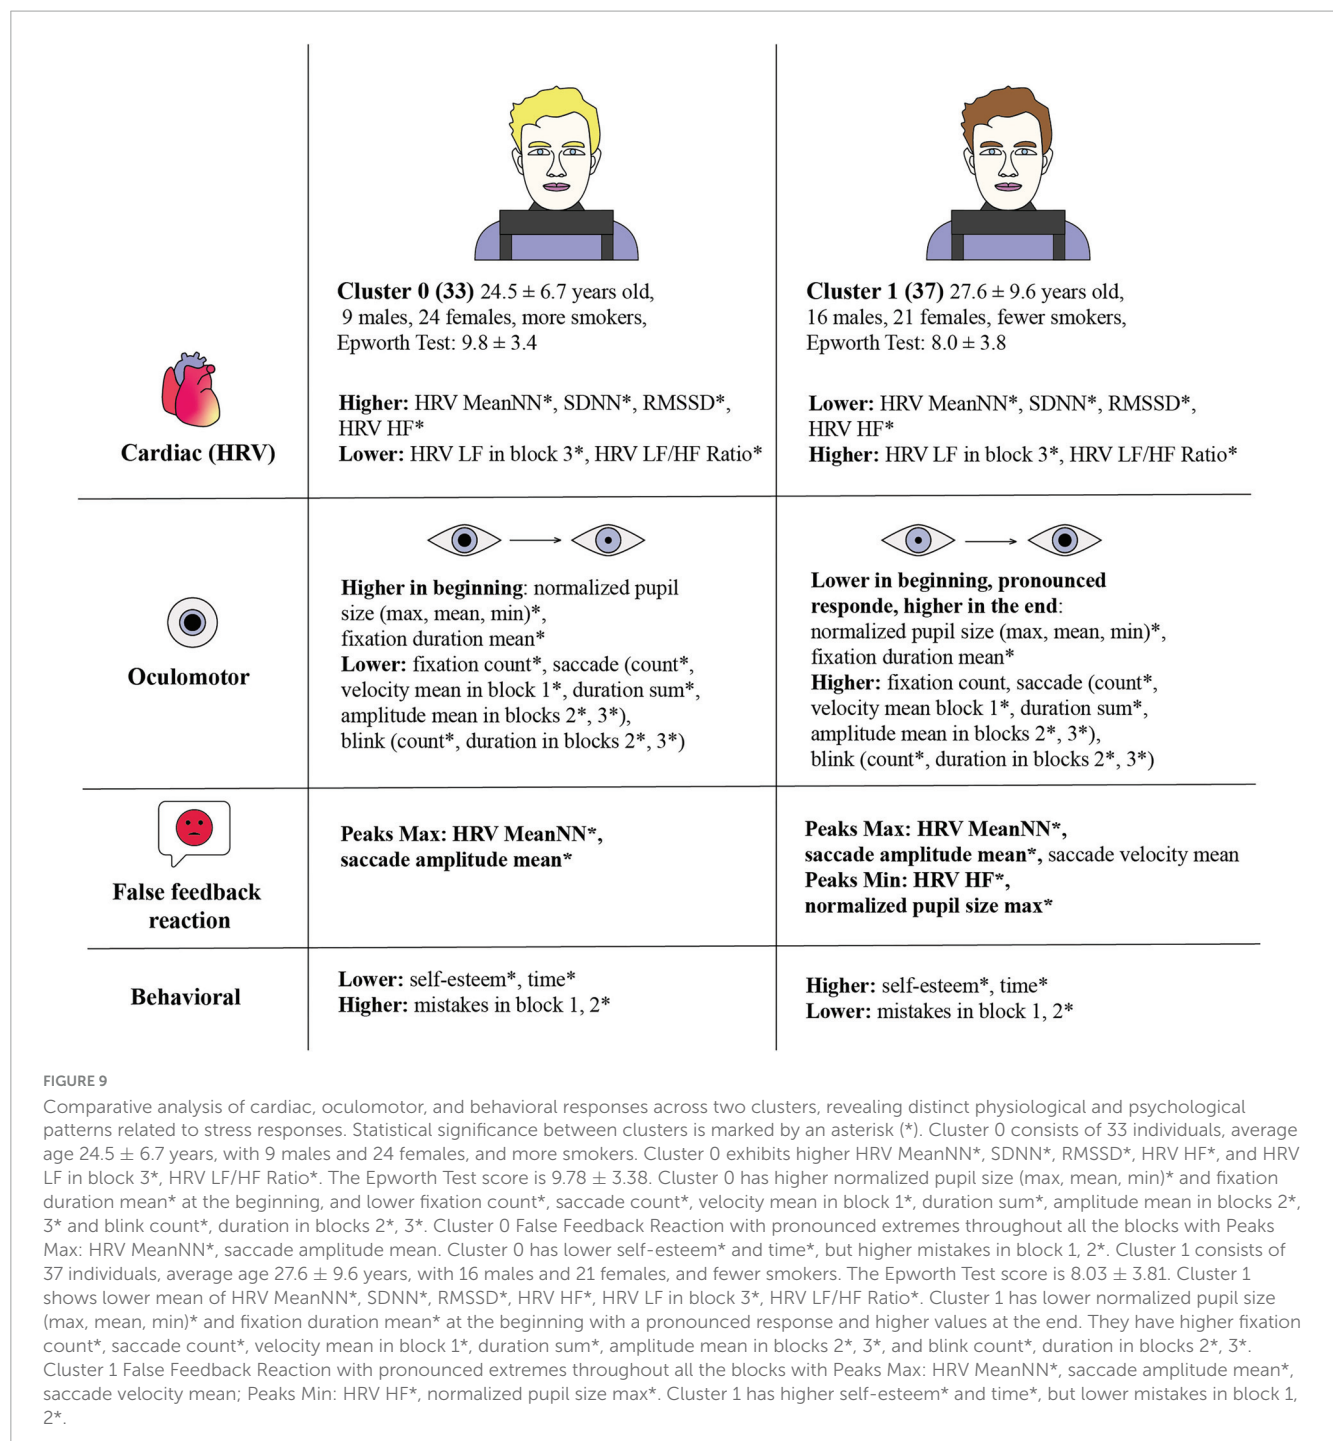 Cluster 0 (33) 24.5 ± 6.7 years old,
9 males, 24 females, more smokers,
Epworth Test: 9.8 ± 3.4
Cluster 1 (37) 27.6 ± 9.6 years old,
16 males, 21 females, fewer smokers,
Epworth Test: 8.0 ± 3.8
Cardiac (HRV)
Higher: HRV MeanNN*, SDNN*, RMSSD*,
HRV HF*
Lower: HRV LF in block 3*, HRV LF/HF Ratio*
Lower: HRV MeanNN*, SDNN*, RMSSD*,
HRV HF*
Higher: HRV LF in block 3*, HRV LF/HF Ratio*
Oculomotor
Higher in beginning: normalized pupil
size (max, mean, min)*,
fixation duration mean*
Lower: fixation count*, saccade (count*,
velocity mean in block 1*, duration sum*,
amplitude mean in blocks 2*, 3*),
blink (count*, duration in blocks 2*, 3*)
Lower in beginning, pronounced
responde, higher in the end:
normalized pupil size (max, mean, min)*,
fixation duration mean*
Higher: fixation count, saccade (count*,
velocity mean block 1*, duration sum*,
amplitude mean in blocks 2*, 3*),
blink (count*, duration in blocks 2*, 3*)
False feedback
reaction
Peaks Max: HRV MeanNN*,
saccade amplitude mean*
Peaks Max: HRV MeanNN*,
saccade amplitude mean*, saccade velocity mean
Peaks Min: HRV HF*,
normalized pupil size max*
Behavioral
Lower: self-esteem*, time*
Higher: mistakes in block 1, 2*
Higher: self-esteem*, time*
Lower: mistakes in block 1, 2*
FIGURE 9
Comparative analysis of cardiac, oculomotor, and behavioral responses across two clusters, revealing distinct physiological and psychological
patterns related to stress responses. Statistical significance between clusters is marked by an asterisk (*). Cluster 0 consists of 33 individuals, average
age 24.5 ± 6.7 years, with 9 males and 24 females, and more smokers. Cluster 0 exhibits higher HRV MeanNN*, SDNN*, RMSSD*, HRV HF*, and HRV
LF in block 3*, HRV LF/HF Ratio*. The Epworth Test score is 9.78 ± 3.38. Cluster 0 has higher normalized pupil size (max, mean, min)* and fixation
duration mean* at the beginning, and lower fixation count*, saccade count*, velocity mean in block 1*, duration sum*, amplitude mean in blocks 2*,
3* and blink count*, duration in blocks 2*, 3*. Cluster 0 False Feedback Reaction with pronounced extremes throughout all the blocks with Peaks
Max: HRV MeanNN*, saccade amplitude mean. Cluster 0 has lower self-esteem* and time*, but higher mistakes in block 1, 2*. Cluster 1 consists of
37 individuals, average age 27.6 ± 9.6 years, with 16 males and 21 females, and fewer smokers. The Epworth Test score is 8.03 ± 3.81. Cluster 1
shows lower mean of HRV MeanNN*, SDNN*, RMSSD*, HRV HF*, HRV LF in block 3*, HRV LF/HF Ratio*. Cluster 1 has lower normalized pupil size
(max, mean, min)* and fixation duration mean* at the beginning with a pronounced response and higher values at the end. They have higher fixation
count*, saccade count*, velocity mean in block 1*, duration sum*, amplitude mean in blocks 2*, 3*, and blink count*, duration in blocks 2*, 3*.
Cluster 1 False Feedback Reaction with pronounced extremes throughout all the blocks with Peaks Max: HRV MeanNN*, saccade amplitude mean*,
saccade velocity mean; Peaks Min: HRV HF*, normalized pupil size max*. Cluster 1 has higher self-esteem* and time*, but lower mistakes in block 1,
2*.